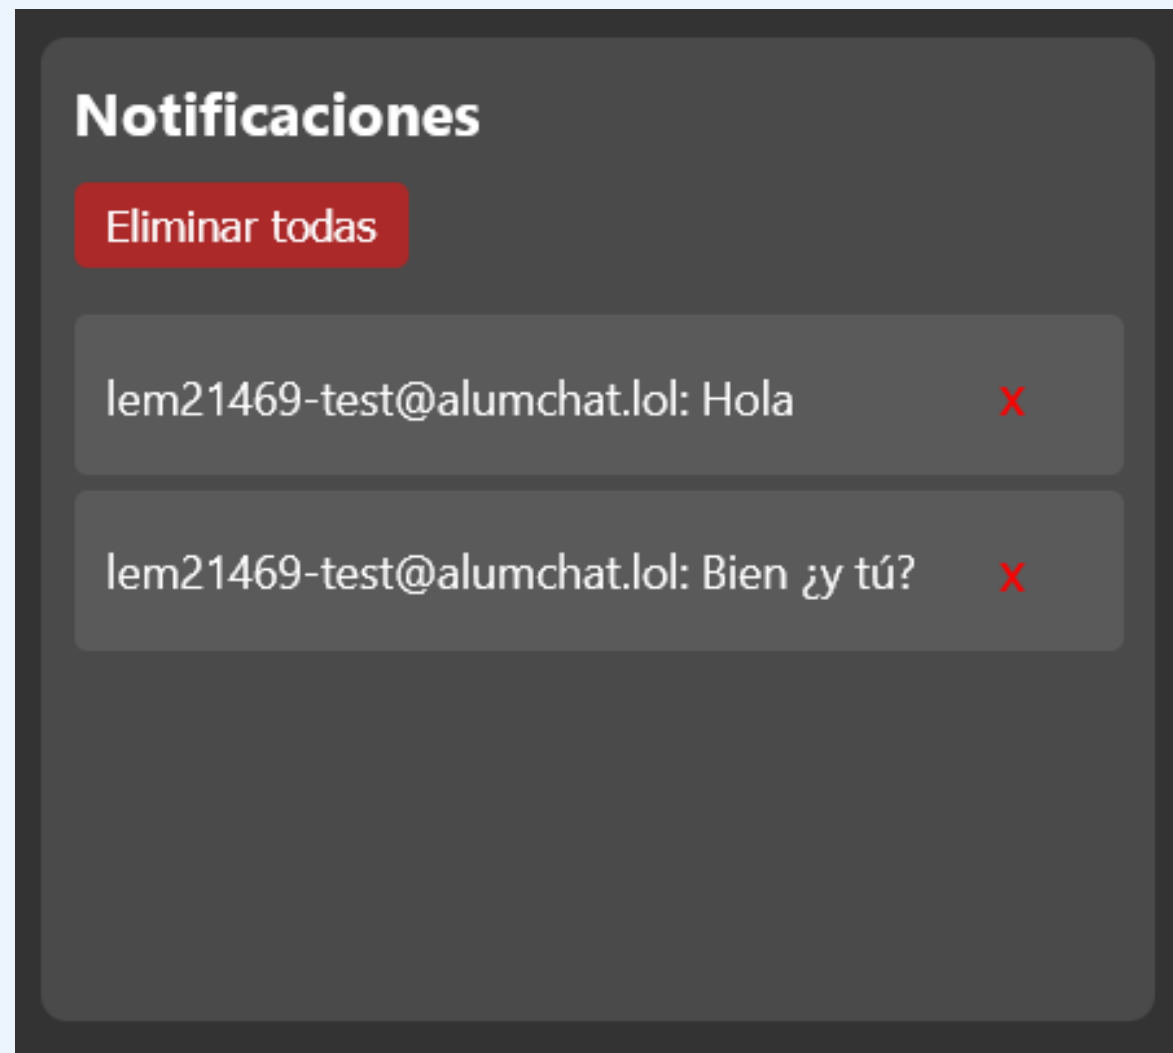 Notificaciones
Eliminar todas
lem21469-test@alumchat.lol: Hola x
lem21469-test@alumchat.lol: Bien ¿y tú? x